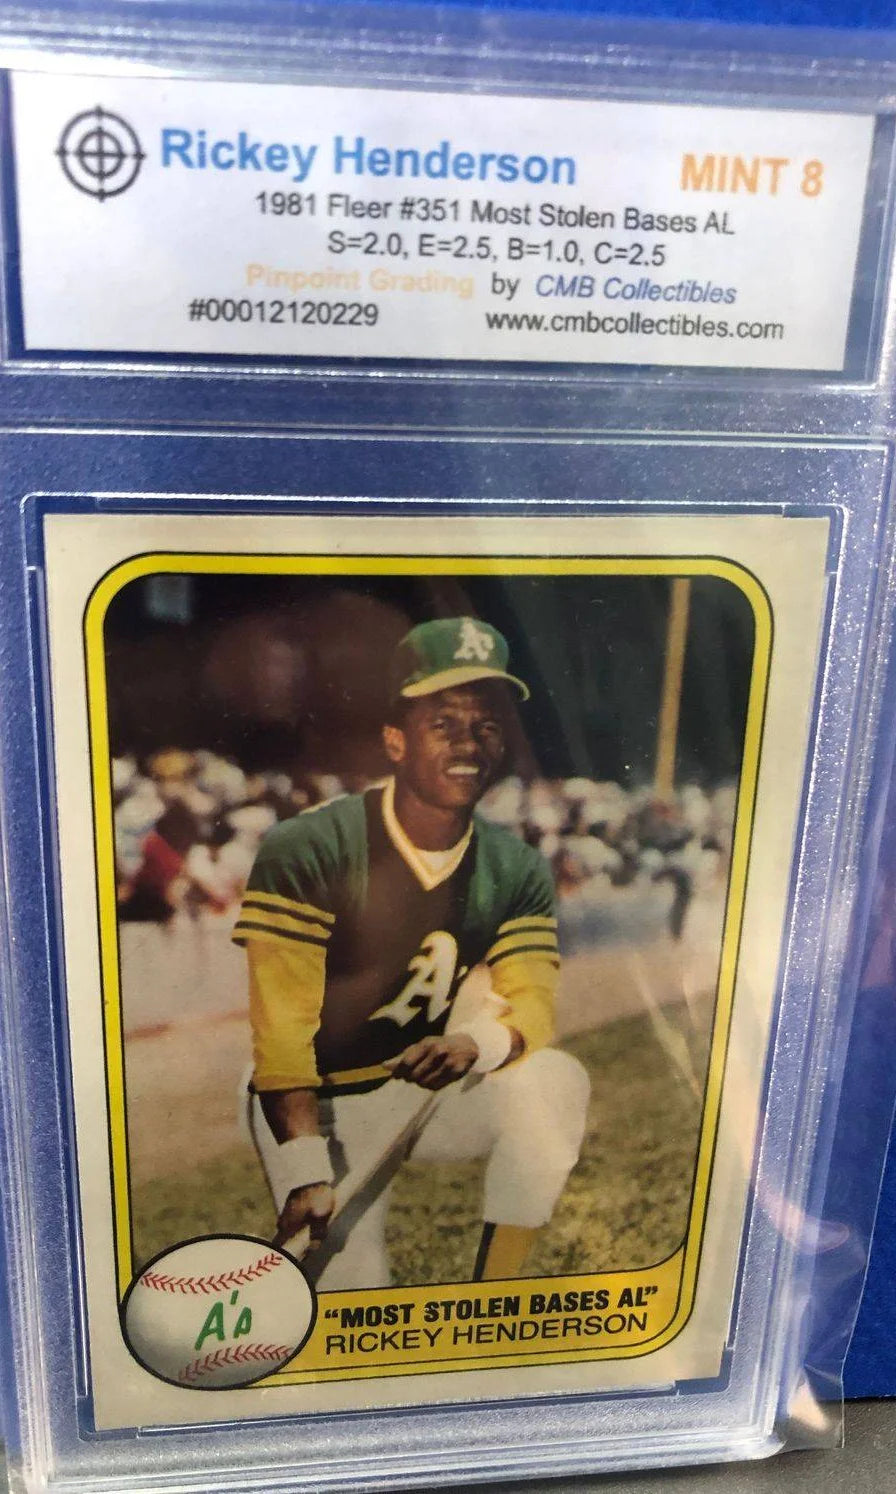 Rickey Henderson MINT 8
1981 Fleer #351 Most Stolen Bases AL
S=2.0, E=2.5, B=1.0, C=2.5
Pinpoint Grading by CMB Collectibles
#00012120229 www.cmbcollectibles.com
A's
A's
A's
"MOST STOLEN BASES AL"
RICKEY HENDERSON